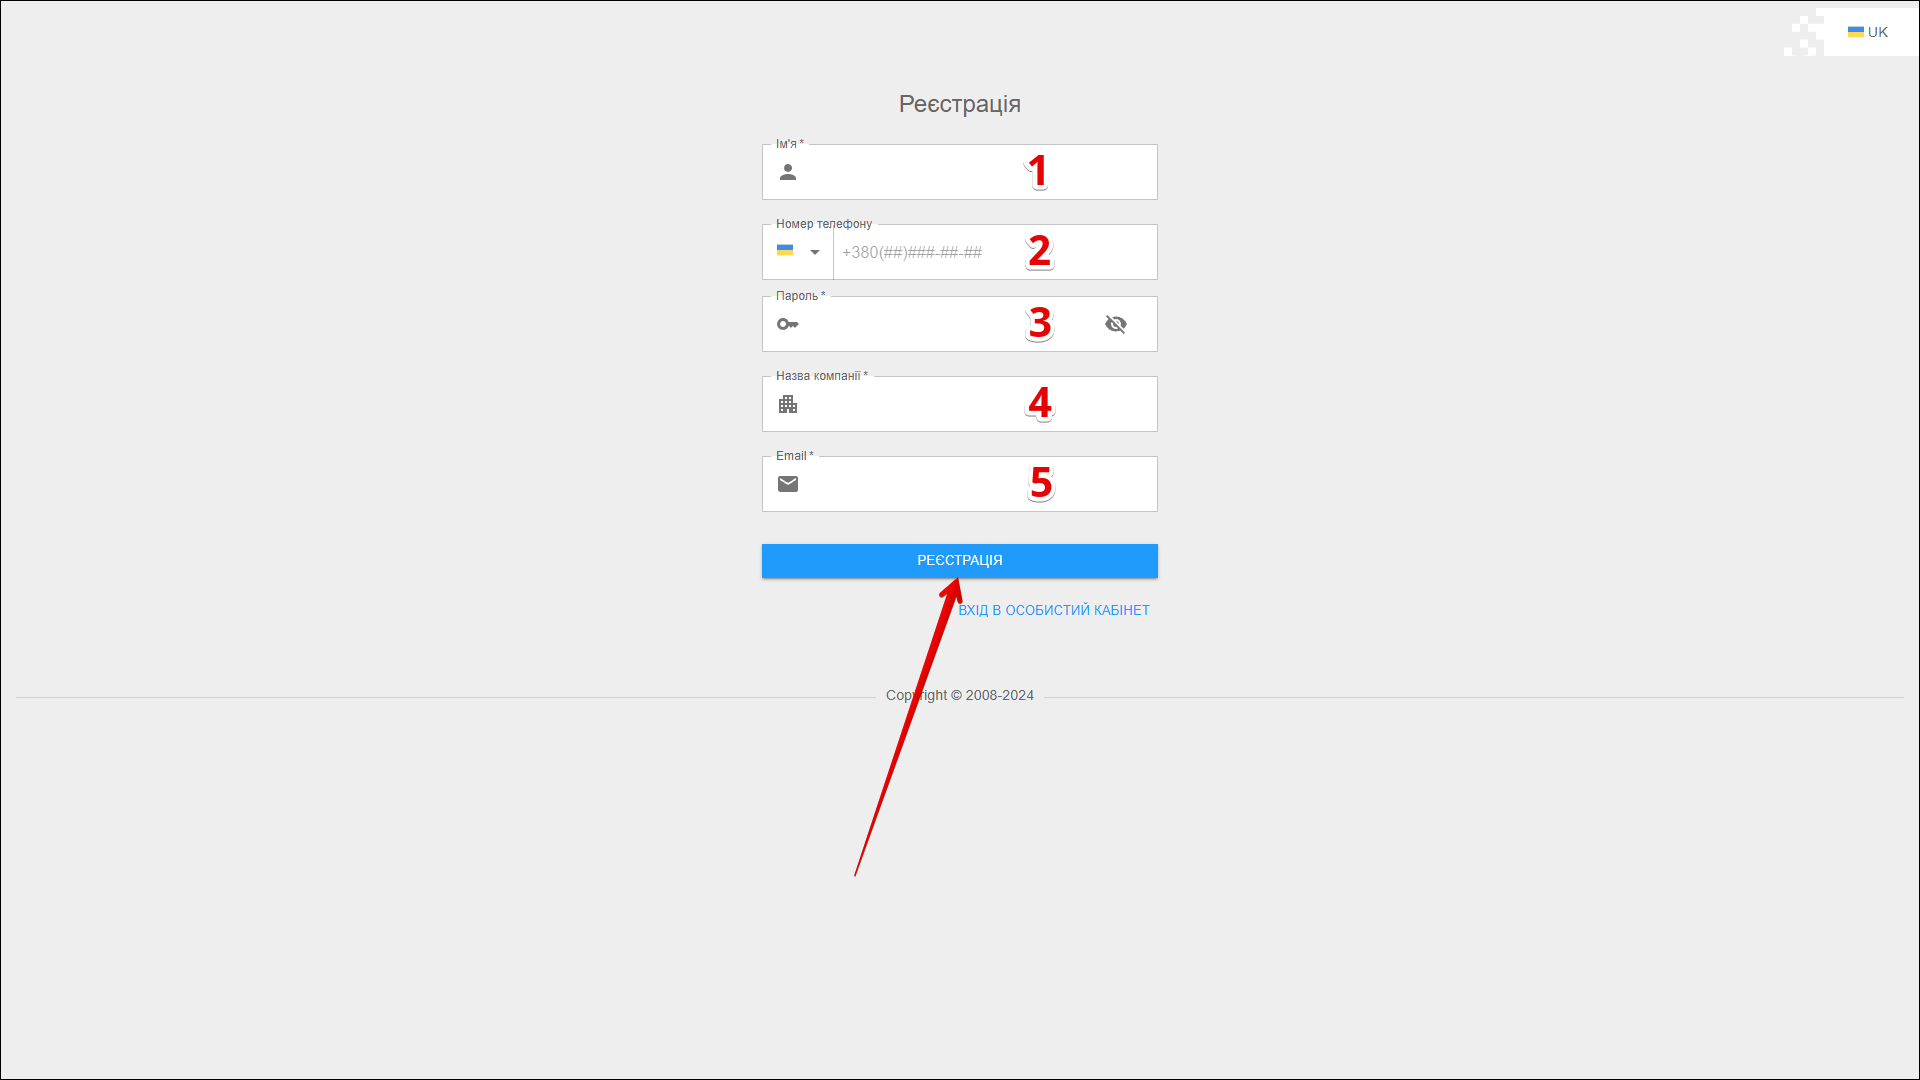 UK
Реєстрація
Ім'я *
1
Номер телефону
+380(##)###-##-##
2
Пароль *
3
Назва компанії *
4
Email *
5
РЕЄСТРАЦІЯ
ВХІД В ОСОБИСТИЙ КАБІНЕТ
Copyright © 2008-2024